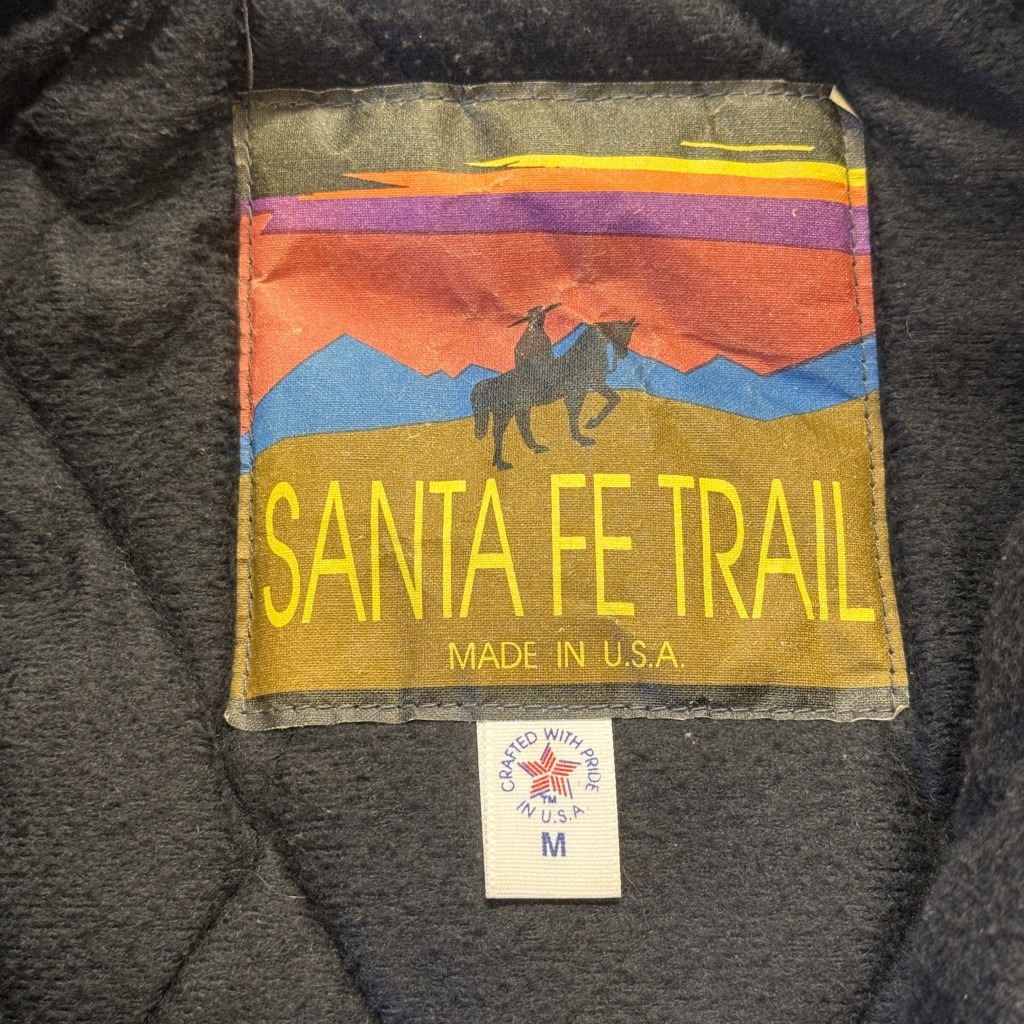 SANTA FE TRAIL
MADE IN U.S.A.
CRAFTED WITH PRIDE
TM
IN U.S.A
M